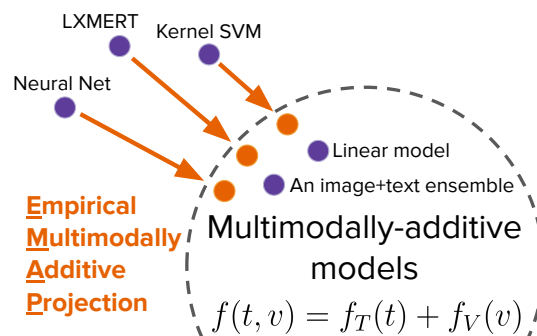 LXMERT
Kernel SVM
Neural Net
Linear model
An image+text ensemble
Empirical
Multimodally
Additive
Projection
Multimodally-additive
models
f(t, v) = f_T(t) + f_V(v)